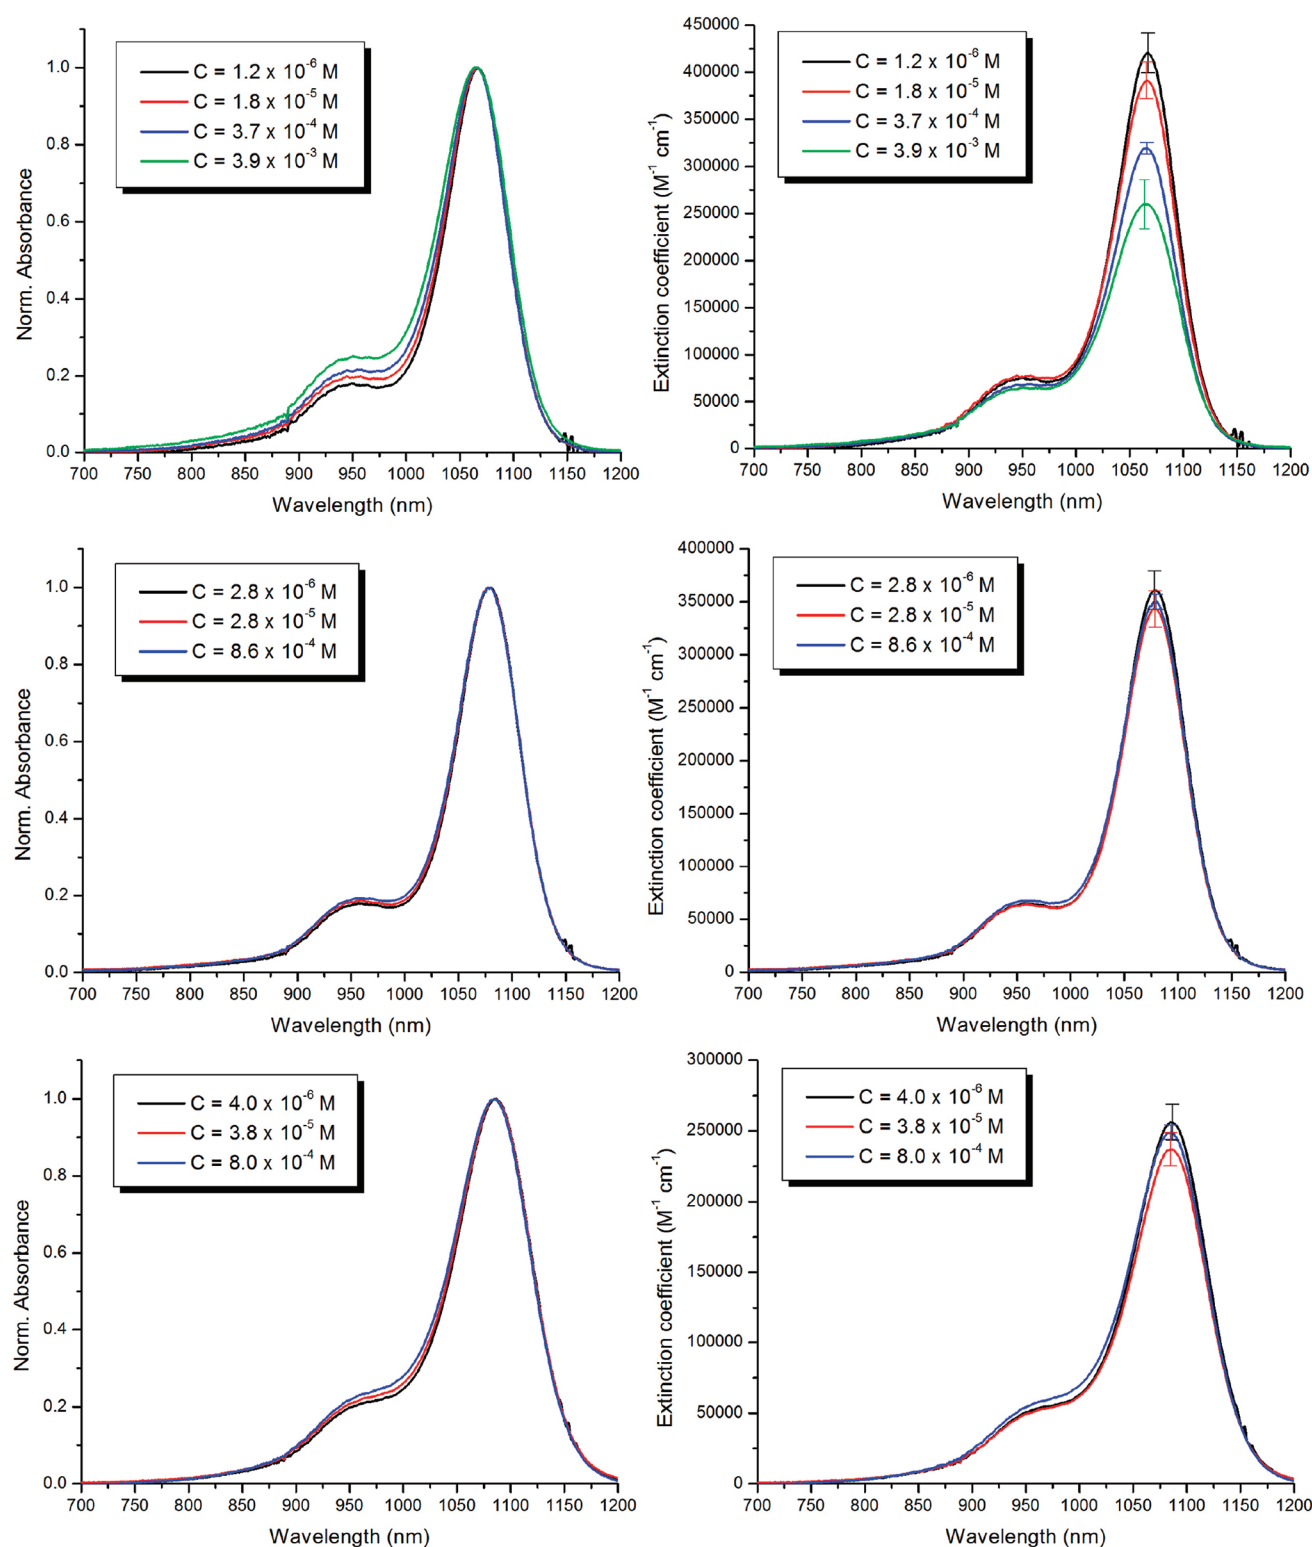 C = 1.2 x 10⁻⁶ M
C = 1.8 x 10⁻⁵ M
C = 3.7 x 10⁻⁴ M
C = 3.9 x 10⁻³ M
Norm. Absorbance
1.0
0.8
0.6
0.4
0.2
0.0
700 750 800 850 900 950 1000 1050 1100 1150 1200
Wavelength (nm)
C = 1.2 x 10⁻⁶ M
C = 1.8 x 10⁻⁵ M
C = 3.7 x 10⁻⁴ M
C = 3.9 x 10⁻³ M
Extinction coefficient (M⁻¹ cm⁻¹)
450000
400000
350000
300000
250000
200000
150000
100000
50000
0
700 750 800 850 900 950 1000 1050 1100 1150 1200
Wavelength (nm)
C = 2.8 x 10⁻⁶ M
C = 2.8 x 10⁻⁵ M
C = 8.6 x 10⁻⁴ M
Norm. Absorbance
1.0
0.8
0.6
0.4
0.2
0.0
700 750 800 850 900 950 1000 1050 1100 1150 1200
Wavelength (nm)
C = 2.8 x 10⁻⁶ M
C = 2.8 x 10⁻⁵ M
C = 8.6 x 10⁻⁴ M
Extinction coefficient (M⁻¹ cm⁻¹)
400000
350000
300000
250000
200000
150000
100000
50000
0
700 750 800 850 900 950 1000 1050 1100 1150 1200
Wavelength (nm)
C = 4.0 x 10⁻⁶ M
C = 3.8 x 10⁻⁵ M
C = 8.0 x 10⁻⁴ M
Norm. Absorbance
1.0
0.8
0.6
0.4
0.2
0.0
700 750 800 850 900 950 1000 1050 1100 1150 1200
Wavelength (nm)
C = 4.0 x 10⁻⁶ M
C = 3.8 x 10⁻⁵ M
C = 8.0 x 10⁻⁴ M
Extinction coefficient (M⁻¹ cm⁻¹)
300000
250000
200000
150000
100000
50000
0
700 750 800 850 900 950 1000 1050 1100 1150 1200
Wavelength (nm)